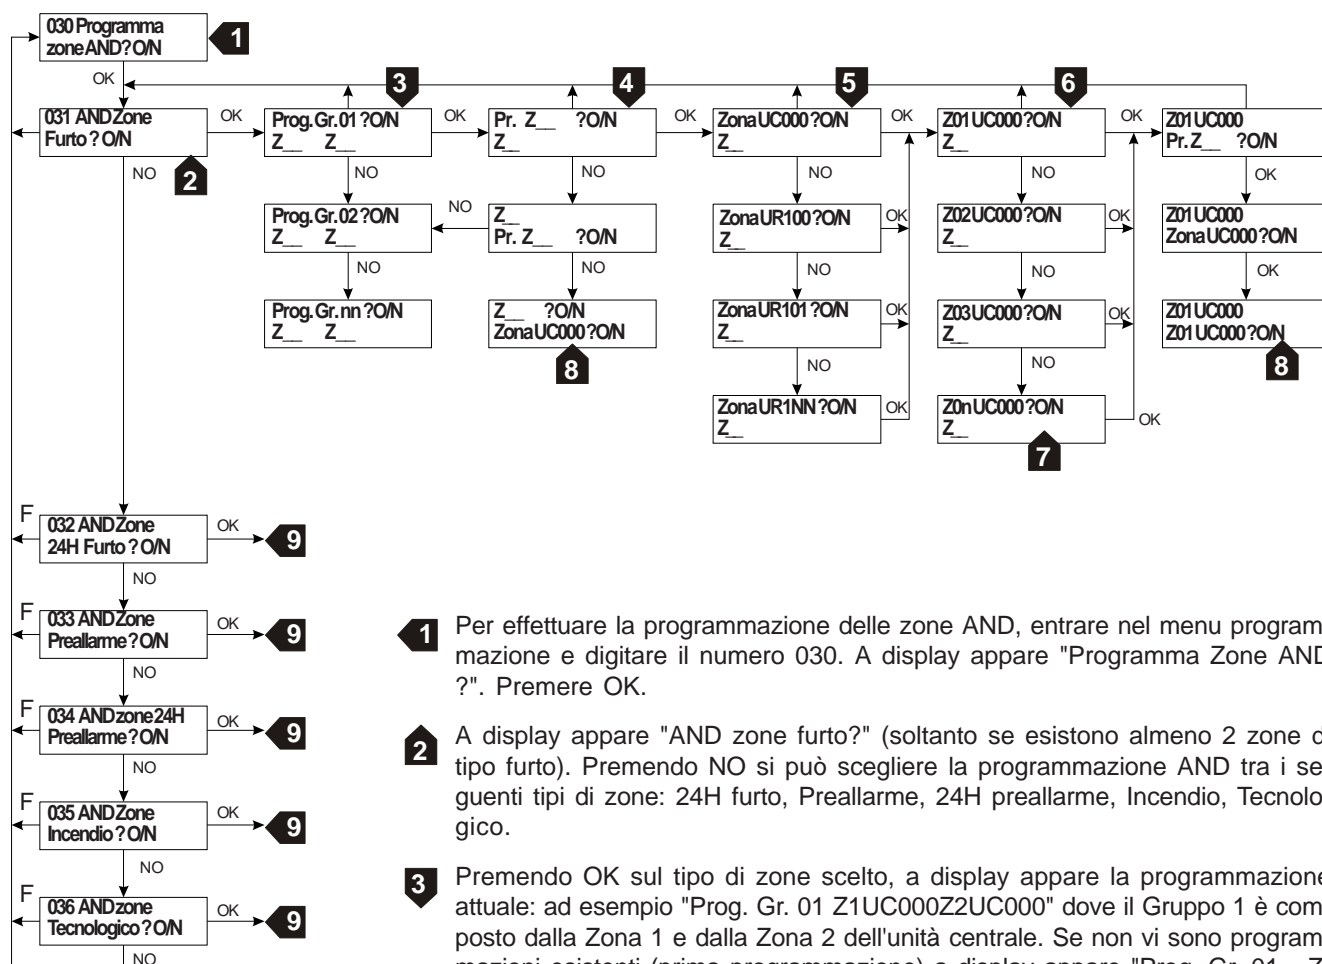 030 Programma
zone AND? O/N
1
OK
3
4
5
6
031 AND Zone
Furto ? O/N
OK
Prog. Gr. 01 ?O/N
Z__ Z__
OK
Pr. Z__ ?O/N
Z__
OK
Zona UC000 ?O/N
Z__
OK
Z01 UC000 ?O/N
Z__
OK
Z01 UC000
Pr. Z__ ?O/N
NO
2
NO
NO
NO
NO
OK
Prog. Gr. 02 ?O/N
Z__ Z__
NO
Z__
Pr. Z__ ?O/N
Zona UR100 ?O/N
Z__
OK
Z02 UC000 ?O/N
Z__
OK
Z01 UC000
Zona UC000 ?O/N
NO
NO
NO
NO
OK
Prog. Gr. nn ?O/N
Z__ Z__
Z__ ?O/N
Zona UC000 ?O/N
Zona UR101 ?O/N
Z__
OK
Z03 UC000 ?O/N
Z__
OK
Z01 UC000
Z01 UC000 ?O/N
8
NO
NO
8
Zona UR1NN ?O/N
Z__
OK
Z0n UC000 ?O/N
Z__
OK
7
F
032 AND Zone
24H Furto ? O/N
OK
9
NO
F
033 AND Zone
Preallarme ? O/N
OK
9
NO
F
034 AND zone 24H
Preallarme ? O/N
OK
9
NO
F
035 AND Zone
Incendio ? O/N
OK
9
NO
F
036 AND zone
Tecnologico ? O/N
OK
9
NO
1 Per effettuare la programmazione delle zone AND, entrare nel menu program
mazione e digitare il numero 030. A display appare "Programma Zone AND
?". Premere OK.
2 A display appare "AND zone furto?" (soltanto se esistono almeno 2 zone d
tipo furto). Premendo NO si può scegliere la programmazione AND tra i se
guenti tipi di zone: 24H furto, Preallarme, 24H preallarme, Incendio, Tecnolo
gico.
3 Premendo OK sul tipo di zone scelto, a display appare la programmazione
attuale: ad esempio "Prog. Gr. 01 Z1UC000Z2UC000" dove il Gruppo 1 è com
posto dalla Zona 1 e dalla Zona 2 dell'unità centrale. Se non vi sono program
mazioni esistenti (prima programmazione) a display appare "Prog. Gr. 01 Z